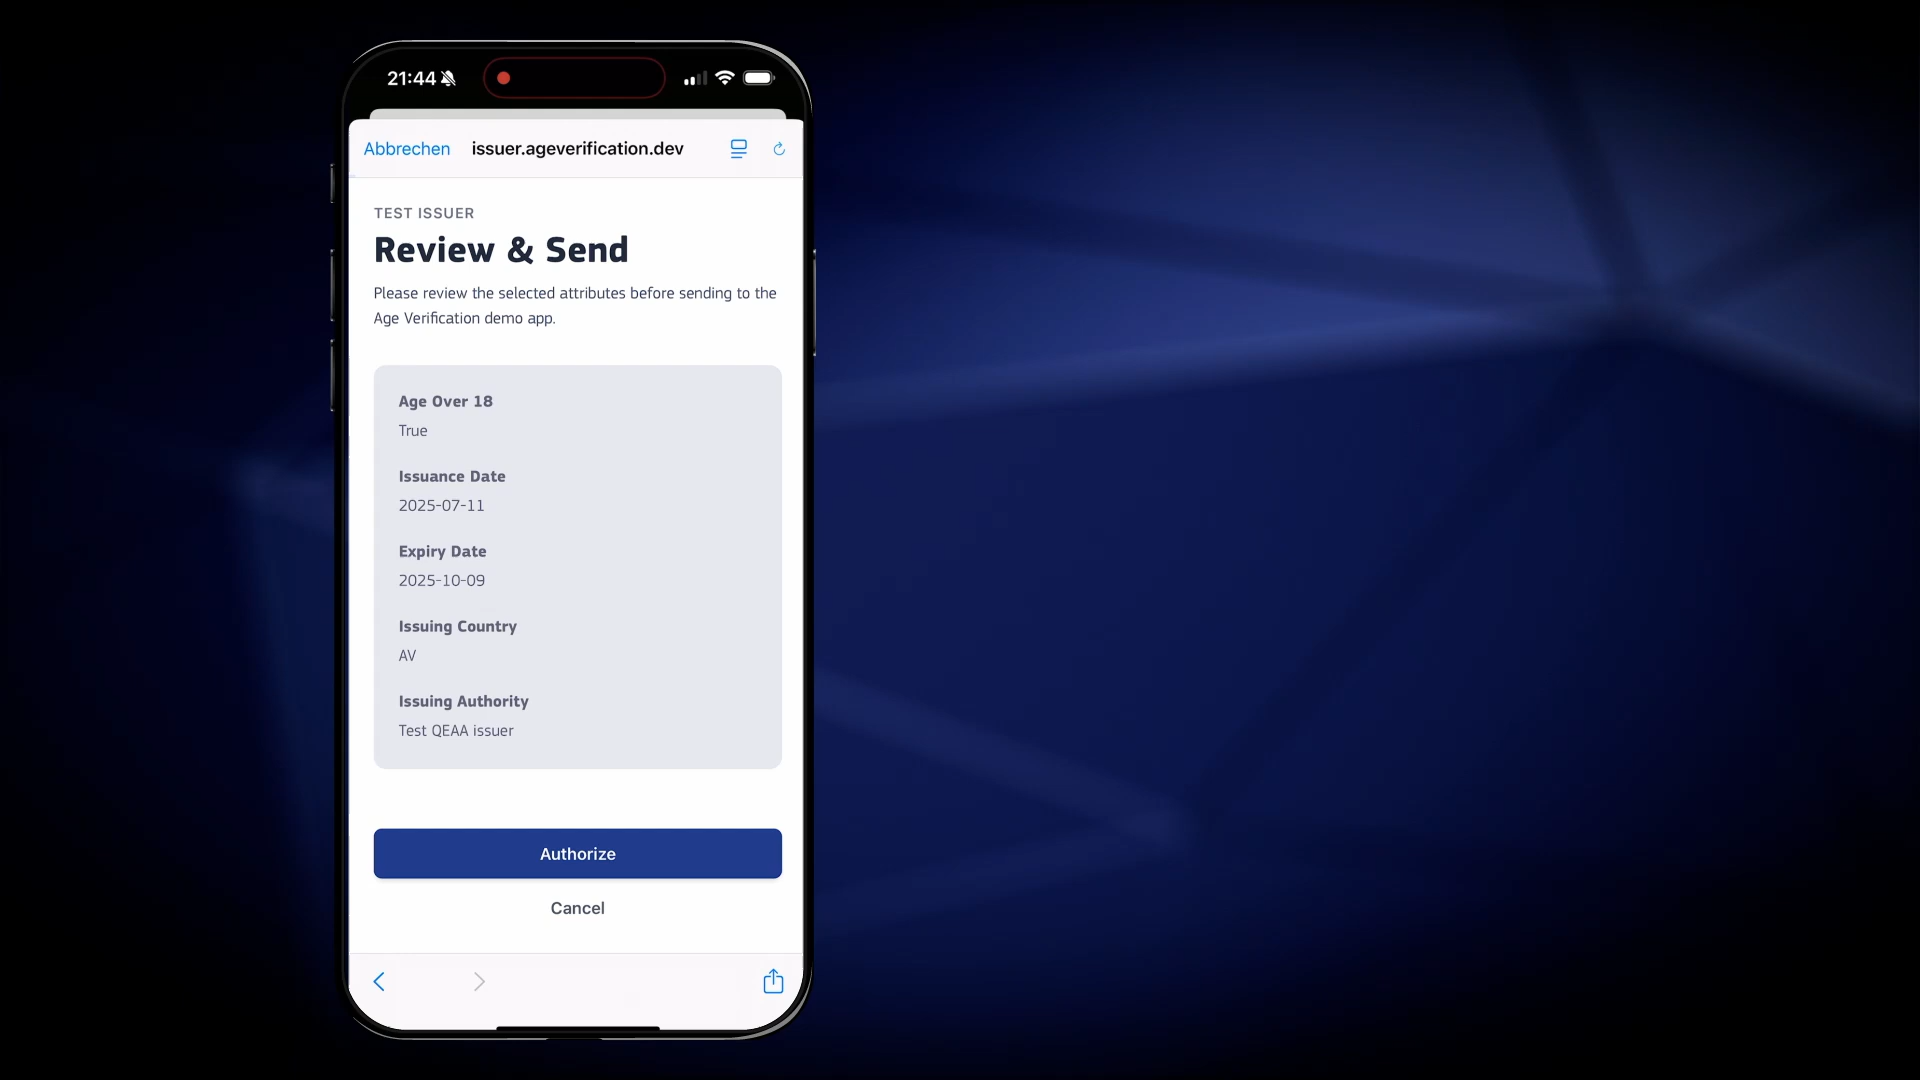 21:44
Abbrechen issuer.ageverification.dev
TEST ISSUER
Review & Send
Please review the selected attributes before sending to the
Age Verification demo app.
Age Over 18
True
Issuance Date
2025-07-11
Expiry Date
2025-10-09
Issuing Country
AV
Issuing Authority
Test QEAA issuer
Authorize
Cancel